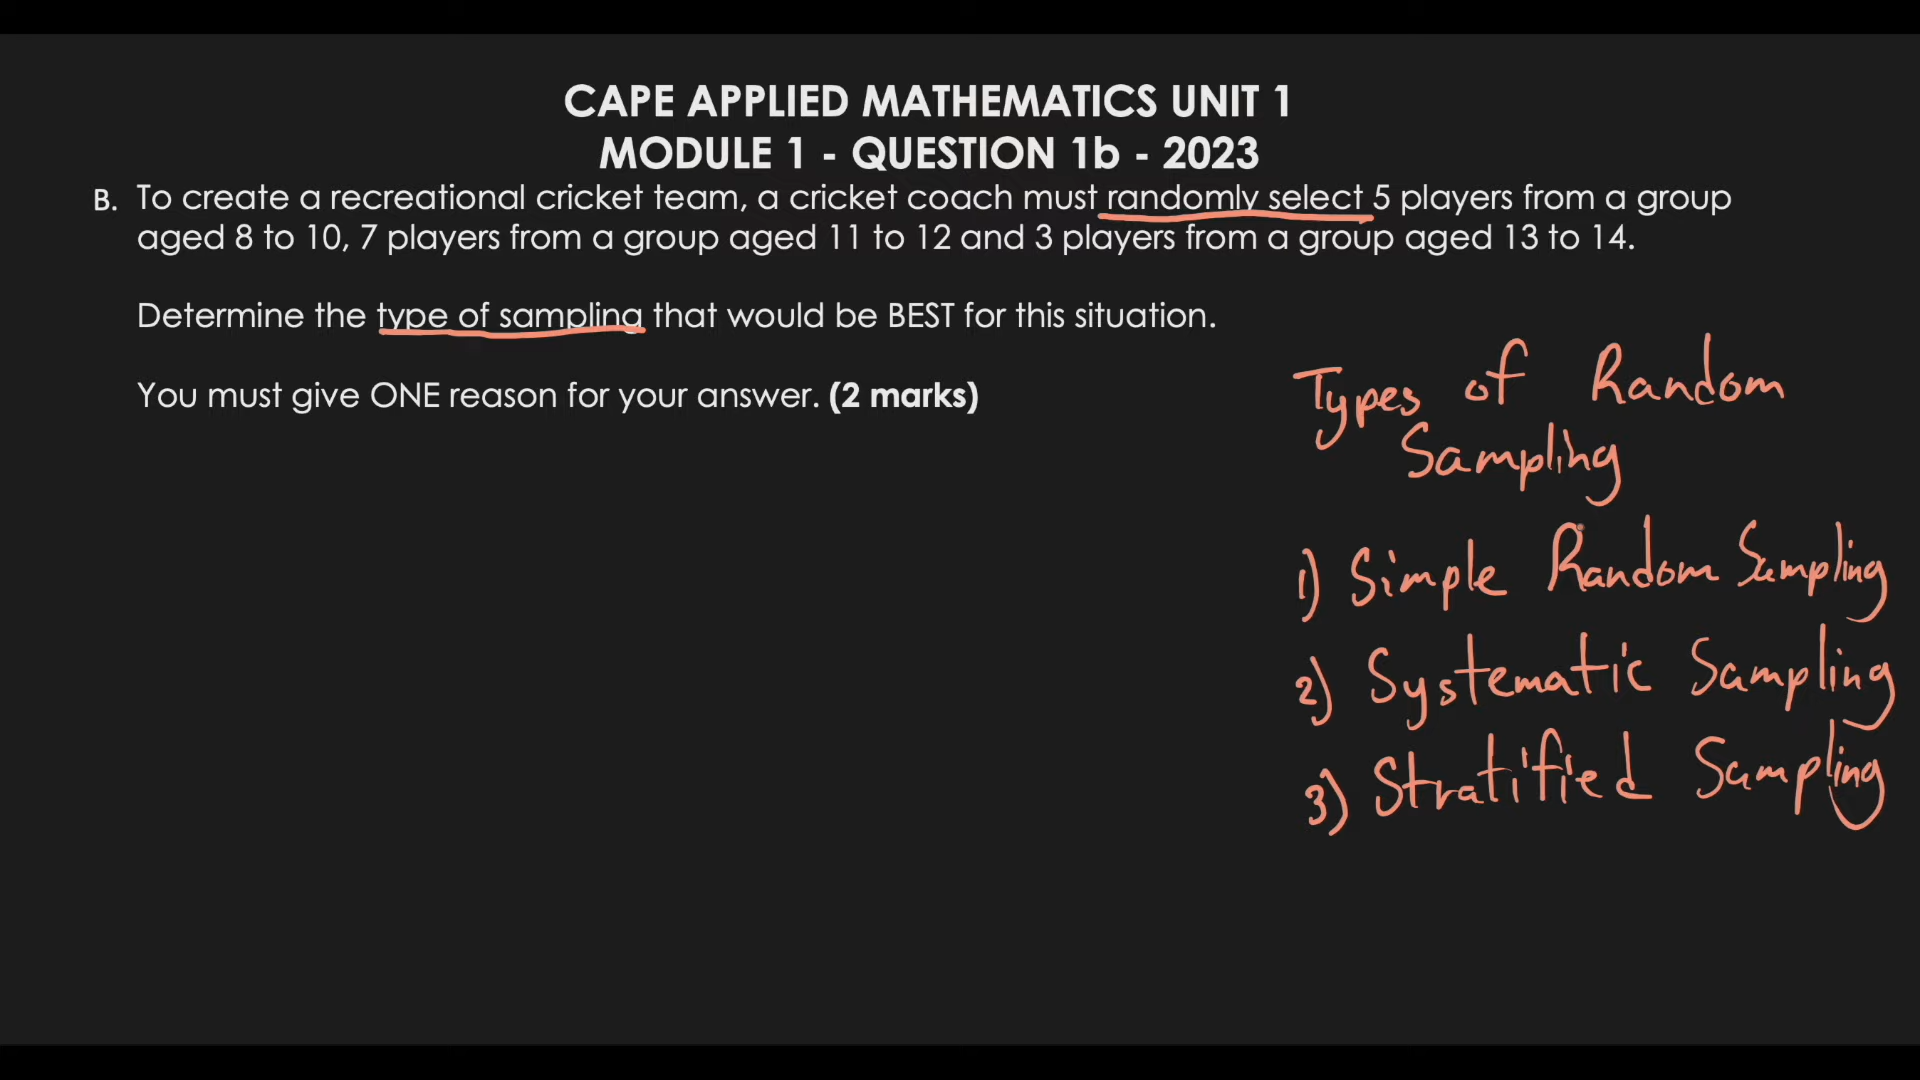 CAPE APPLIED MATHEMATICS UNIT 1
MODULE 1 - QUESTION 1b - 2023
B. To create a recreational cricket team, a cricket coach must randomly select 5 players from a group
aged 8 to 10, 7 players from a group aged 11 to 12 and 3 players from a group aged 13 to 14.
Determine the type of sampling that would be BEST for this situation.
You must give ONE reason for your answer. (2 marks)
Types of Random
Sampling
1) Simple Random Sampling
2) Systematic Sampling
3) Stratified Sampling